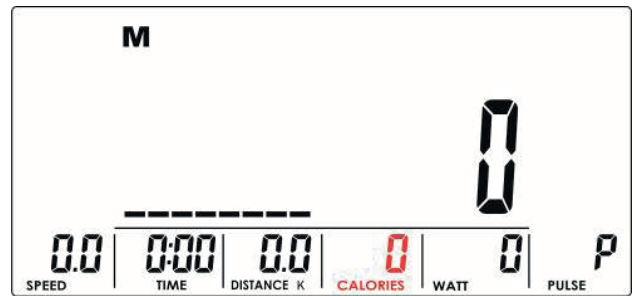 M
0
0.0 0:00 0.0 0 0 P
SPEED TIME DISTANCE K CALORIES WATT PULSE